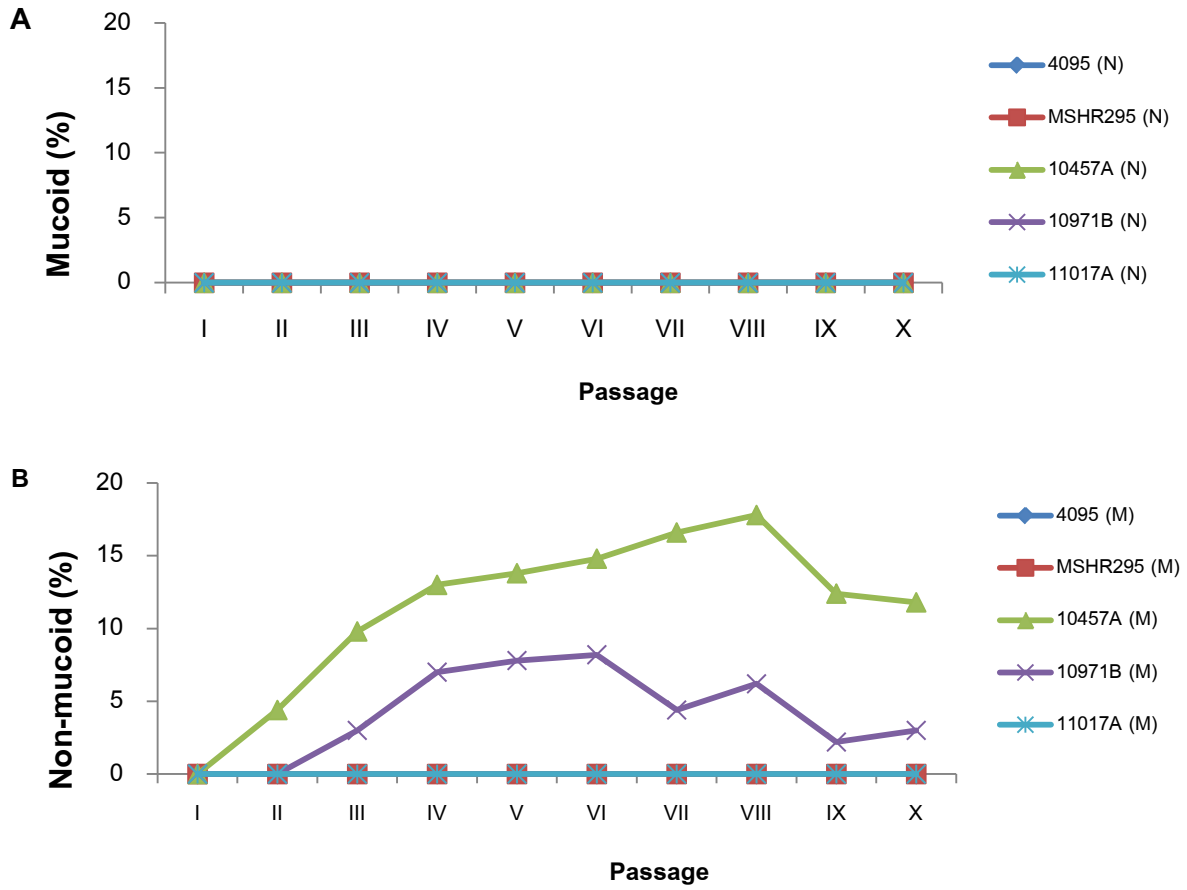 A
Mucoid (%)
20
15
10
5
0
I II III IV V VI VII VIII IX X
Passage
4095 (N)
MSHR295 (N)
10457A (N)
10971B (N)
11017A (N)
B
Non-mucoid (%)
20
15
10
5
0
I II III IV V VI VII VIII IX X
Passage
4095 (M)
MSHR295 (M)
10457A (M)
10971B (M)
11017A (M)